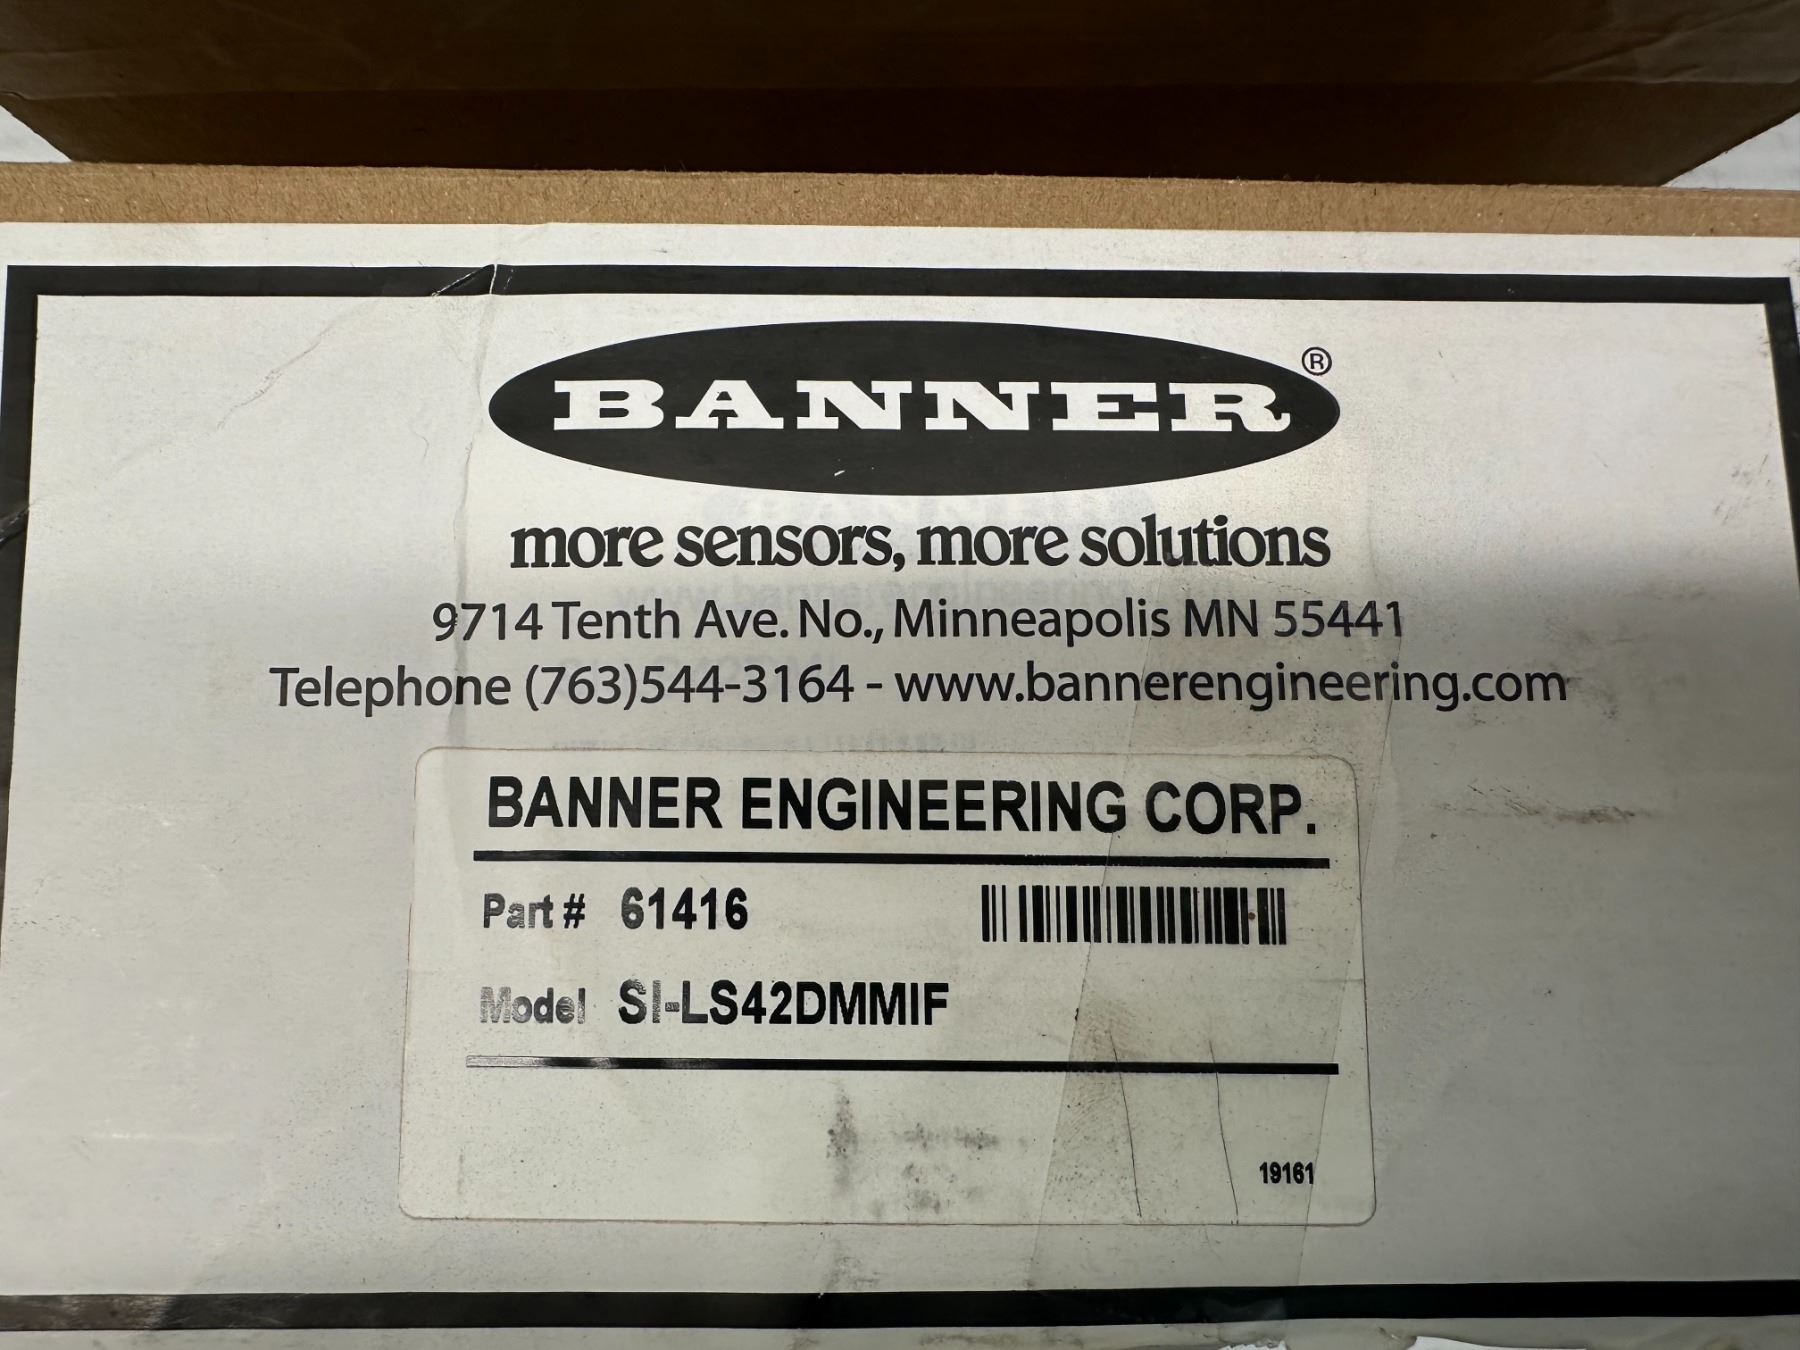 BANNER®
more sensors, more solutions
9714 Tenth Ave. No., Minneapolis MN 55441
Telephone (763)544-3164 - www.bannerengineering.com
BANNER ENGINEERING CORP.
Part # 61416
Model SI-LS42DMMIF
19161